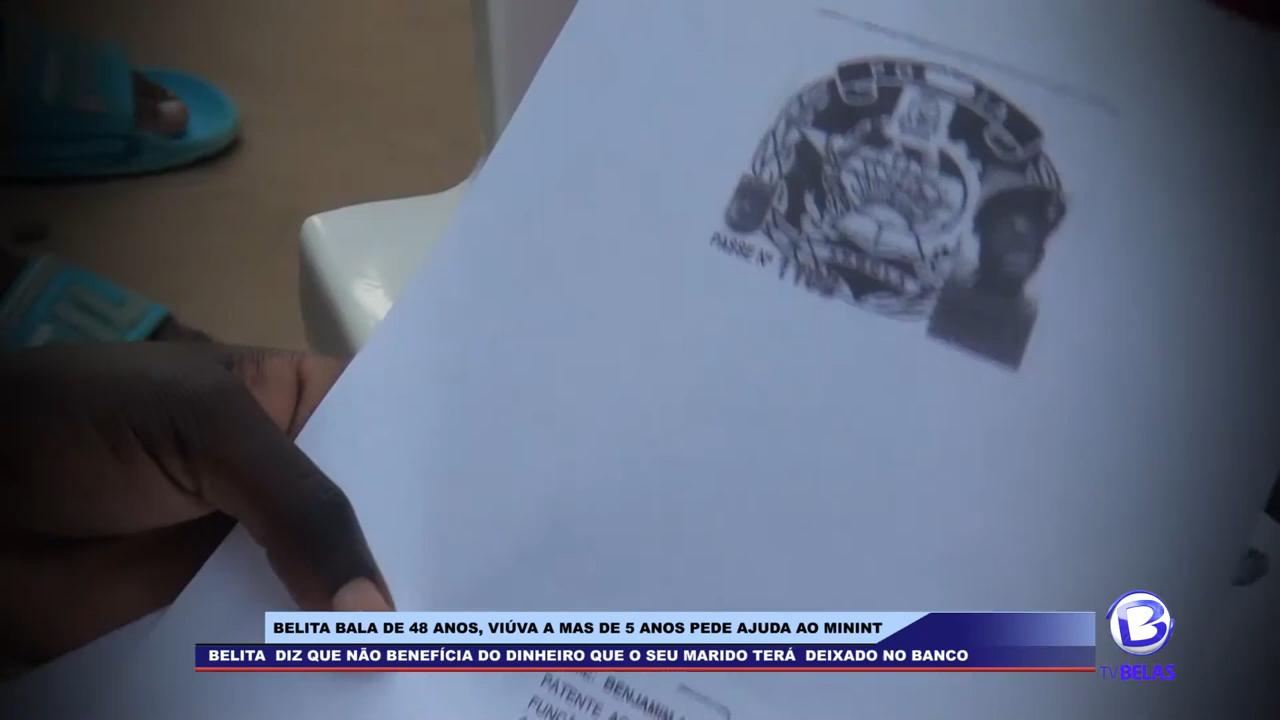 PASSE Nº
BELITA BALA DE 48 ANOS, VIÚVA A MAS DE 5 ANOS PEDE AJUDA AO MININT
BELITA DIZ QUE NÃO BENEFÍCIA DO DINHEIRO QUE O SEU MARIDO TERÁ DEIXADO NO BANCO
B
TV BELAS
BENJAMIN
PATENTE